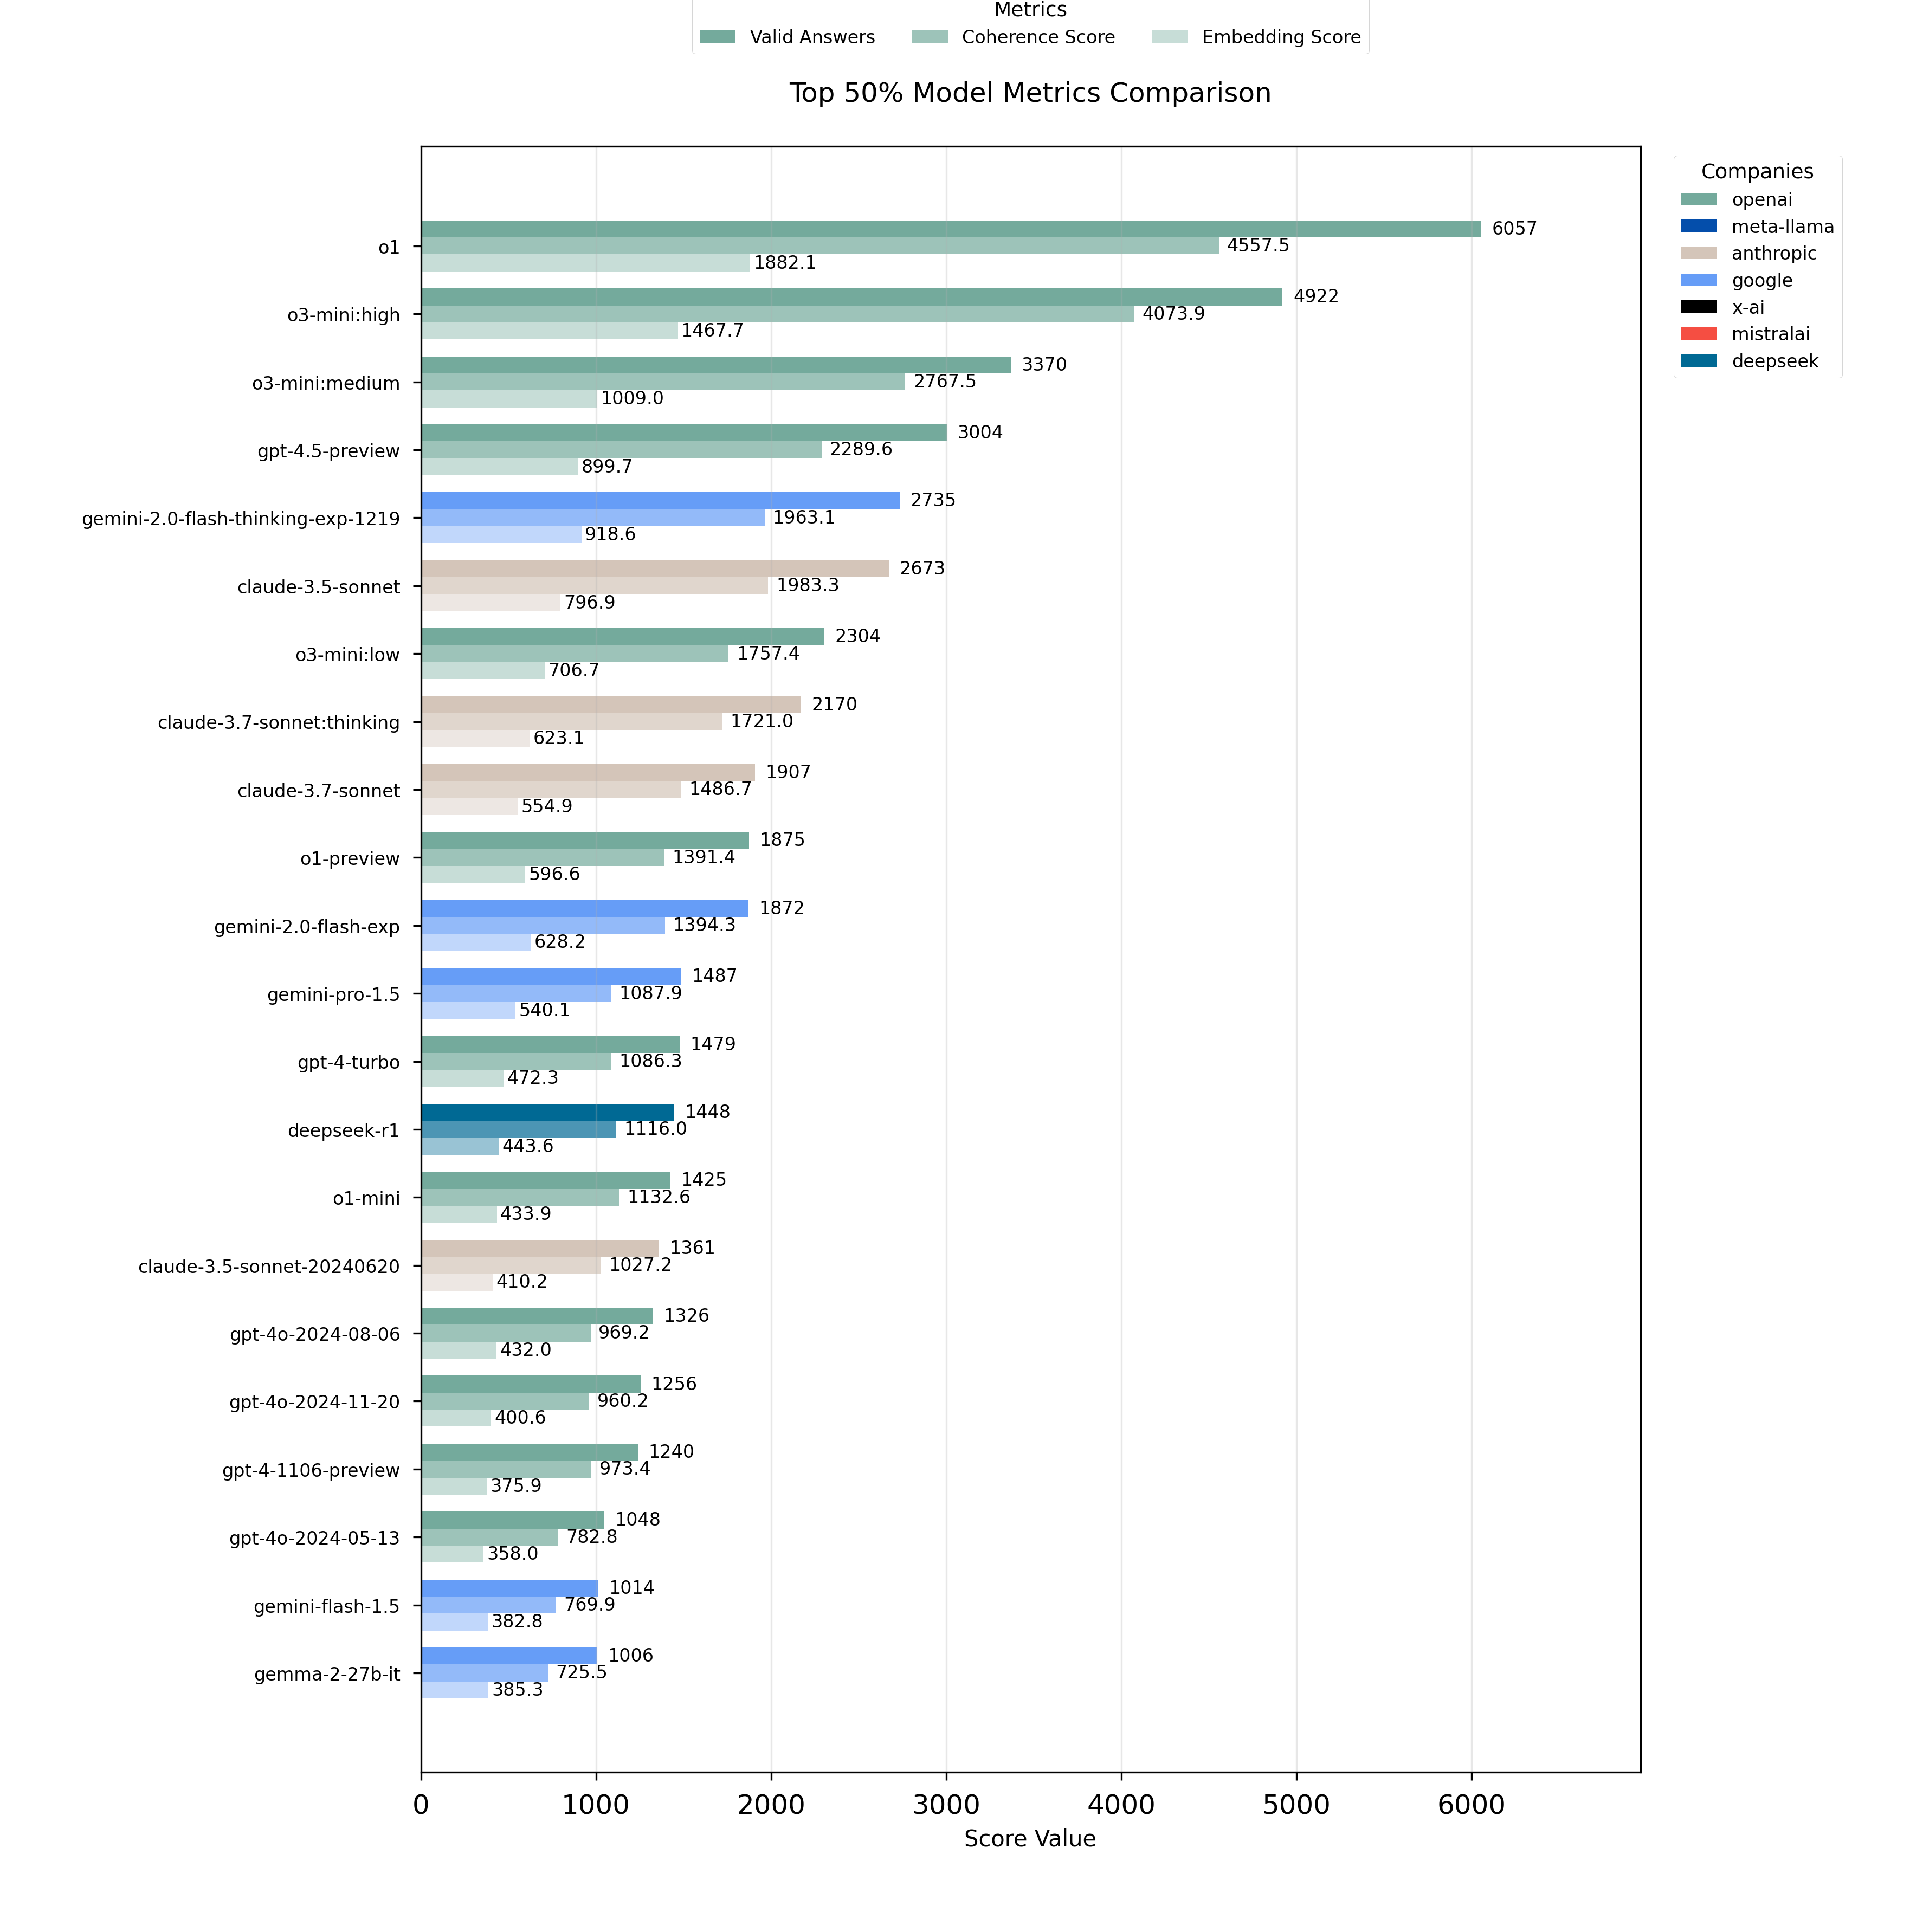 Metrics
Valid Answers Coherence Score Embedding Score
Top 50% Model Metrics Comparison
Companies
openai
meta-llama
anthropic
google
x-ai
mistralai
deepseek
o1
6057
4557.5
1882.1
o3-mini:high
4922
4073.9
1467.7
o3-mini:medium
3370
2767.5
1009.0
gpt-4.5-preview
3004
2289.6
899.7
gemini-2.0-flash-thinking-exp-1219
2735
1963.1
918.6
claude-3.5-sonnet
2673
1983.3
796.9
o3-mini:low
2304
1757.4
706.7
claude-3.7-sonnet:thinking
2170
1721.0
623.1
claude-3.7-sonnet
1907
1486.7
554.9
o1-preview
1875
1391.4
596.6
gemini-2.0-flash-exp
1872
1394.3
628.2
gemini-pro-1.5
1487
1087.9
540.1
gpt-4-turbo
1479
1086.3
472.3
deepseek-r1
1448
1116.0
443.6
o1-mini
1425
1132.6
433.9
claude-3.5-sonnet-20240620
1361
1027.2
410.2
gpt-4o-2024-08-06
1326
969.2
432.0
gpt-4o-2024-11-20
1256
960.2
400.6
gpt-4-1106-preview
1240
973.4
375.9
gpt-4o-2024-05-13
1048
782.8
358.0
gemini-flash-1.5
1014
769.9
382.8
gemma-2-27b-it
1006
725.5
385.3
0 1000 2000 3000 4000 5000 6000
Score Value